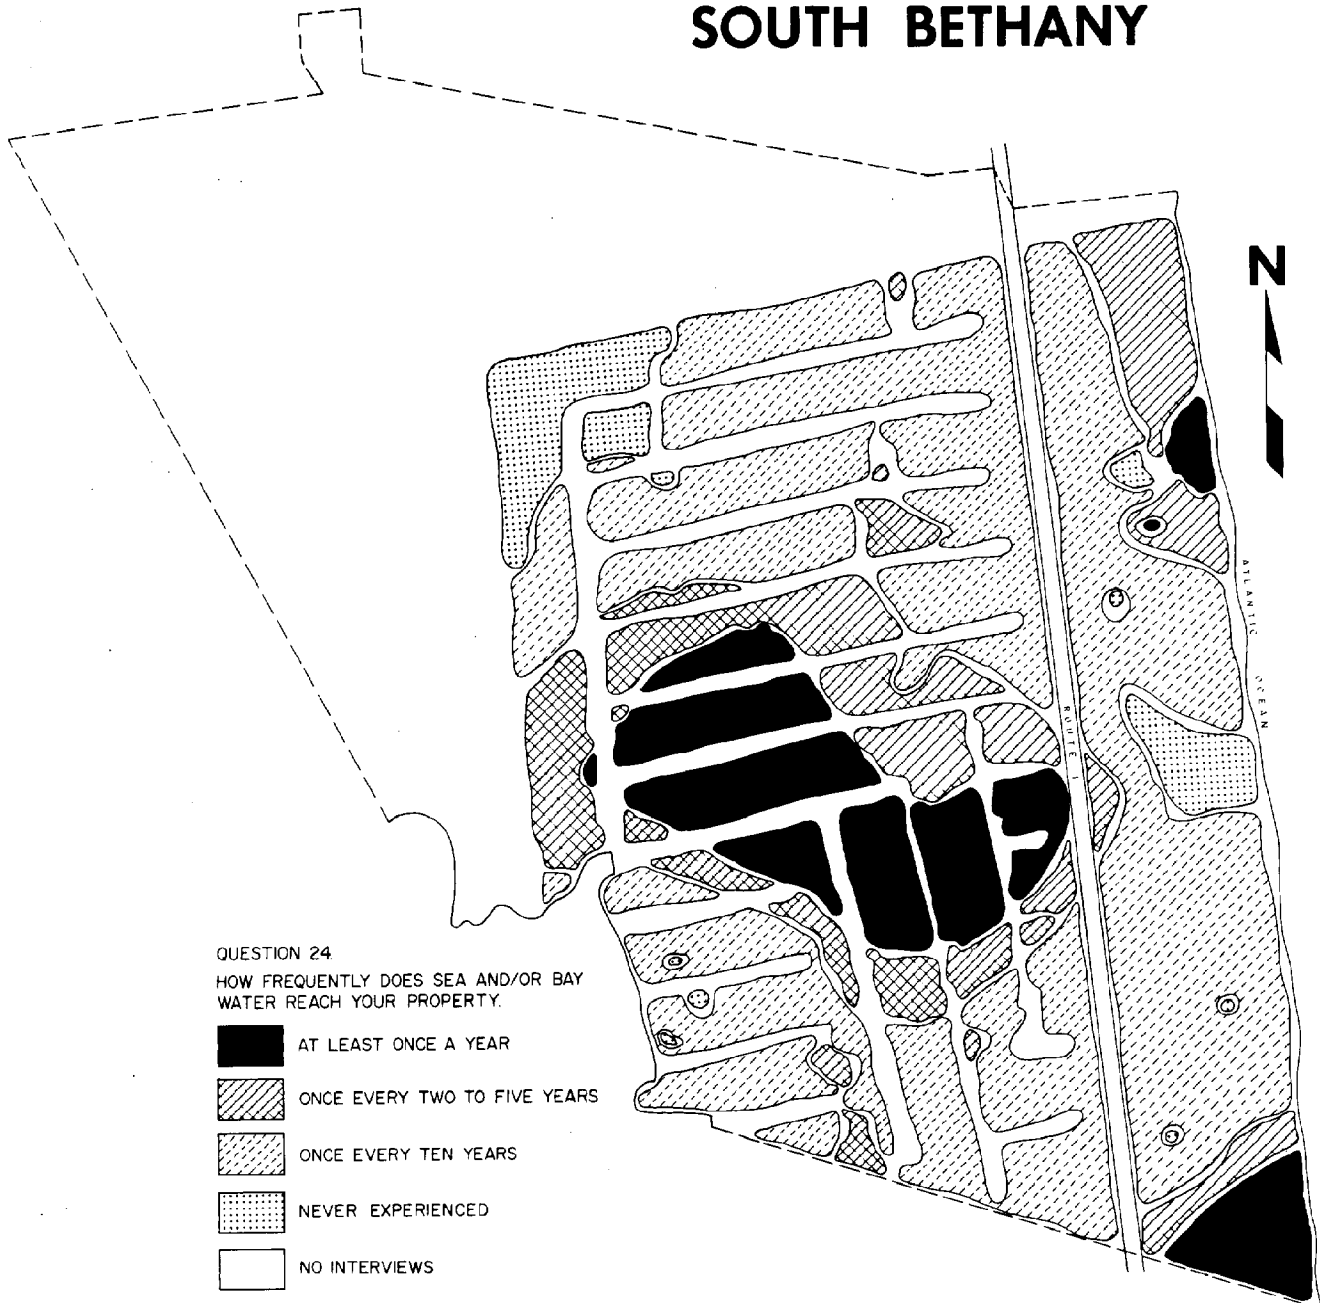 SOUTH BETHANY
N
ATLANTIC OCEAN
ROUTE 1
QUESTION 24.
HOW FREQUENTLY DOES SEA AND/OR BAY
WATER REACH YOUR PROPERTY.
AT LEAST ONCE A YEAR
ONCE EVERY TWO TO FIVE YEARS
ONCE EVERY TEN YEARS
NEVER EXPERIENCED
NO INTERVIEWS